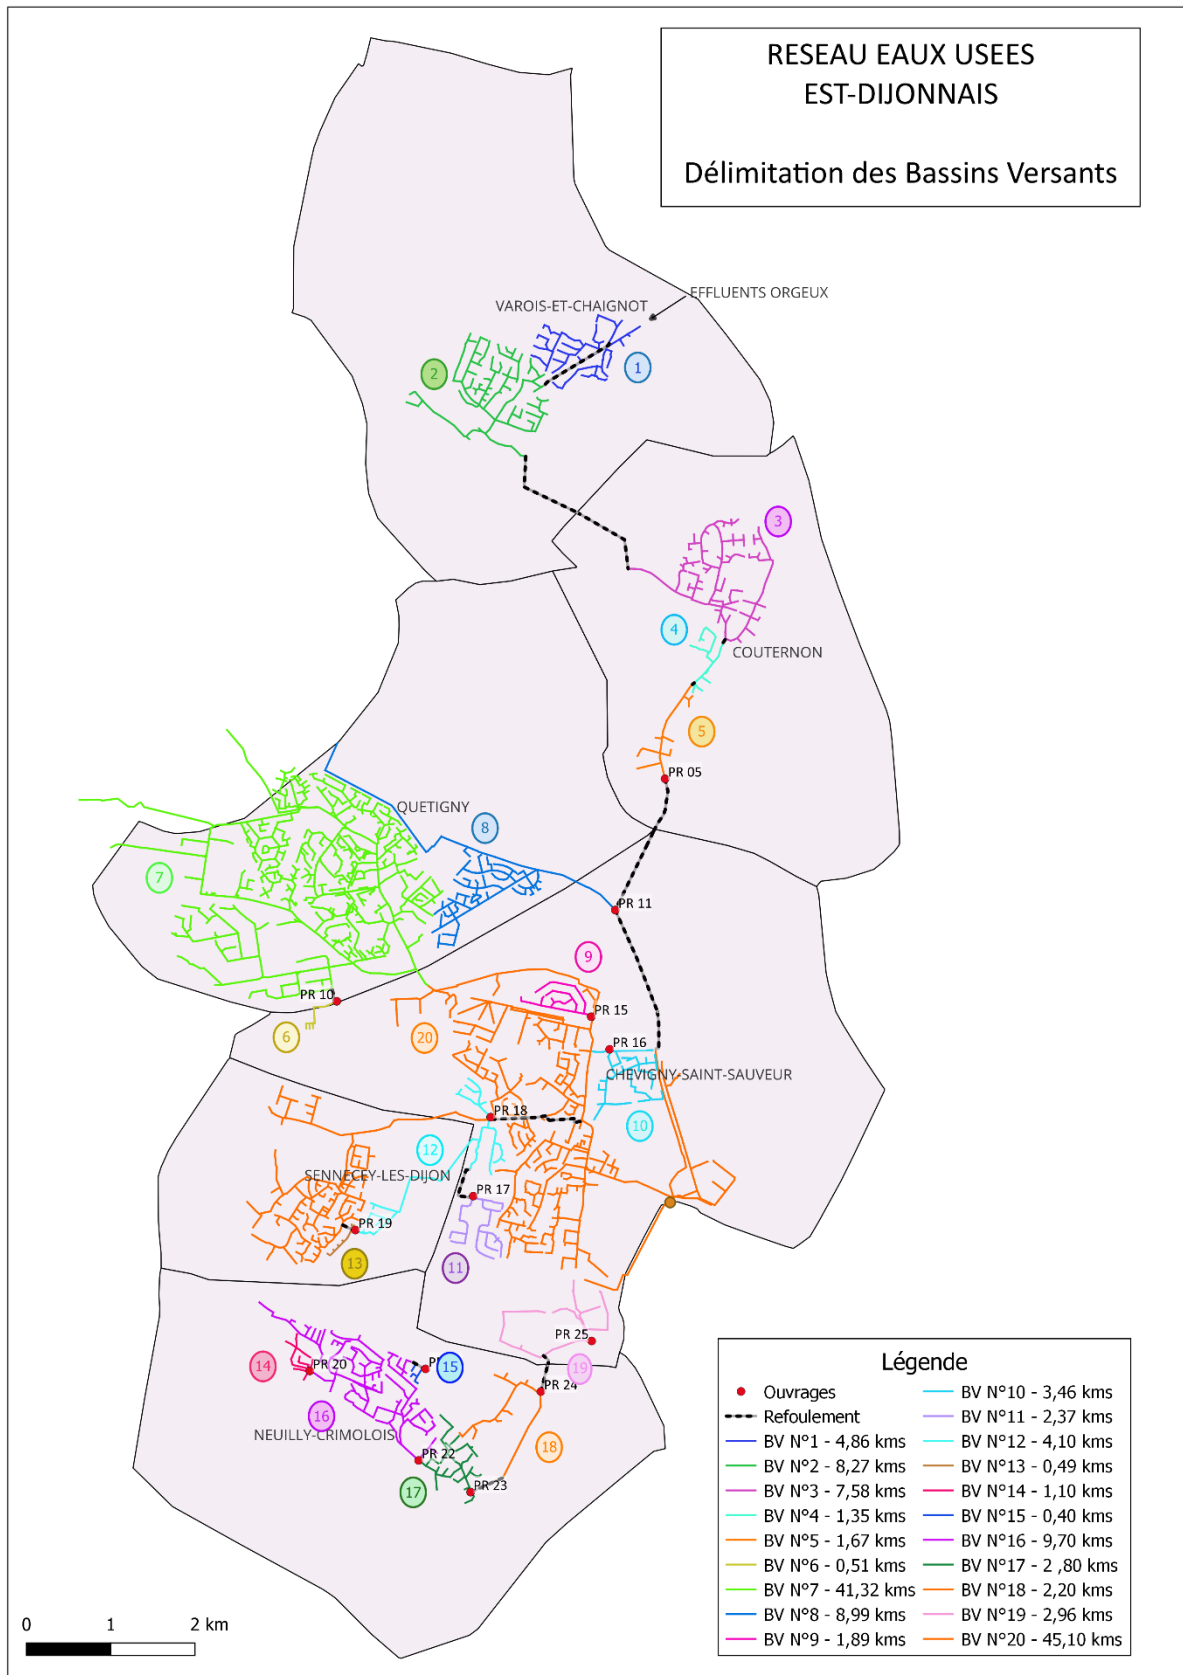 RESEAU EAUX USEES
EST-DIJONNAIS
Délimitation des Bassins Versants
EFFLUENTS ORGEUX
VAROIS-ET-CHAIGNOT
1
2
3
4
COUTERNON
5
PR 05
QUETIGNY
8
7
PR 11
9
PR 10
PR 15
6
20
PR 16
CHEVIGNY-SAINT-SAUVEUR
PR 18
10
12
SENNECEY-LES-DIJON
PR 17
PR 19
13
11
PR 25
14
PR 20
15
19
PR 24
16
NEUILLY-CRIMOLOIS
18
PR 22
17
PR 23
Légende
Ouvrages
Refoulement
BV N°1 - 4,86 kms
BV N°2 - 8,27 kms
BV N°3 - 7,58 kms
BV N°4 - 1,35 kms
BV N°5 - 1,67 kms
BV N°6 - 0,51 kms
BV N°7 - 41,32 kms
BV N°8 - 8,99 kms
BV N°9 - 1,89 kms
BV N°10 - 3,46 kms
BV N°11 - 2,37 kms
BV N°12 - 4,10 kms
BV N°13 - 0,49 kms
BV N°14 - 1,10 kms
BV N°15 - 0,40 kms
BV N°16 - 9,70 kms
BV N°17 - 2 ,80 kms
BV N°18 - 2,20 kms
BV N°19 - 2,96 kms
BV N°20 - 45,10 kms
0 1 2 km